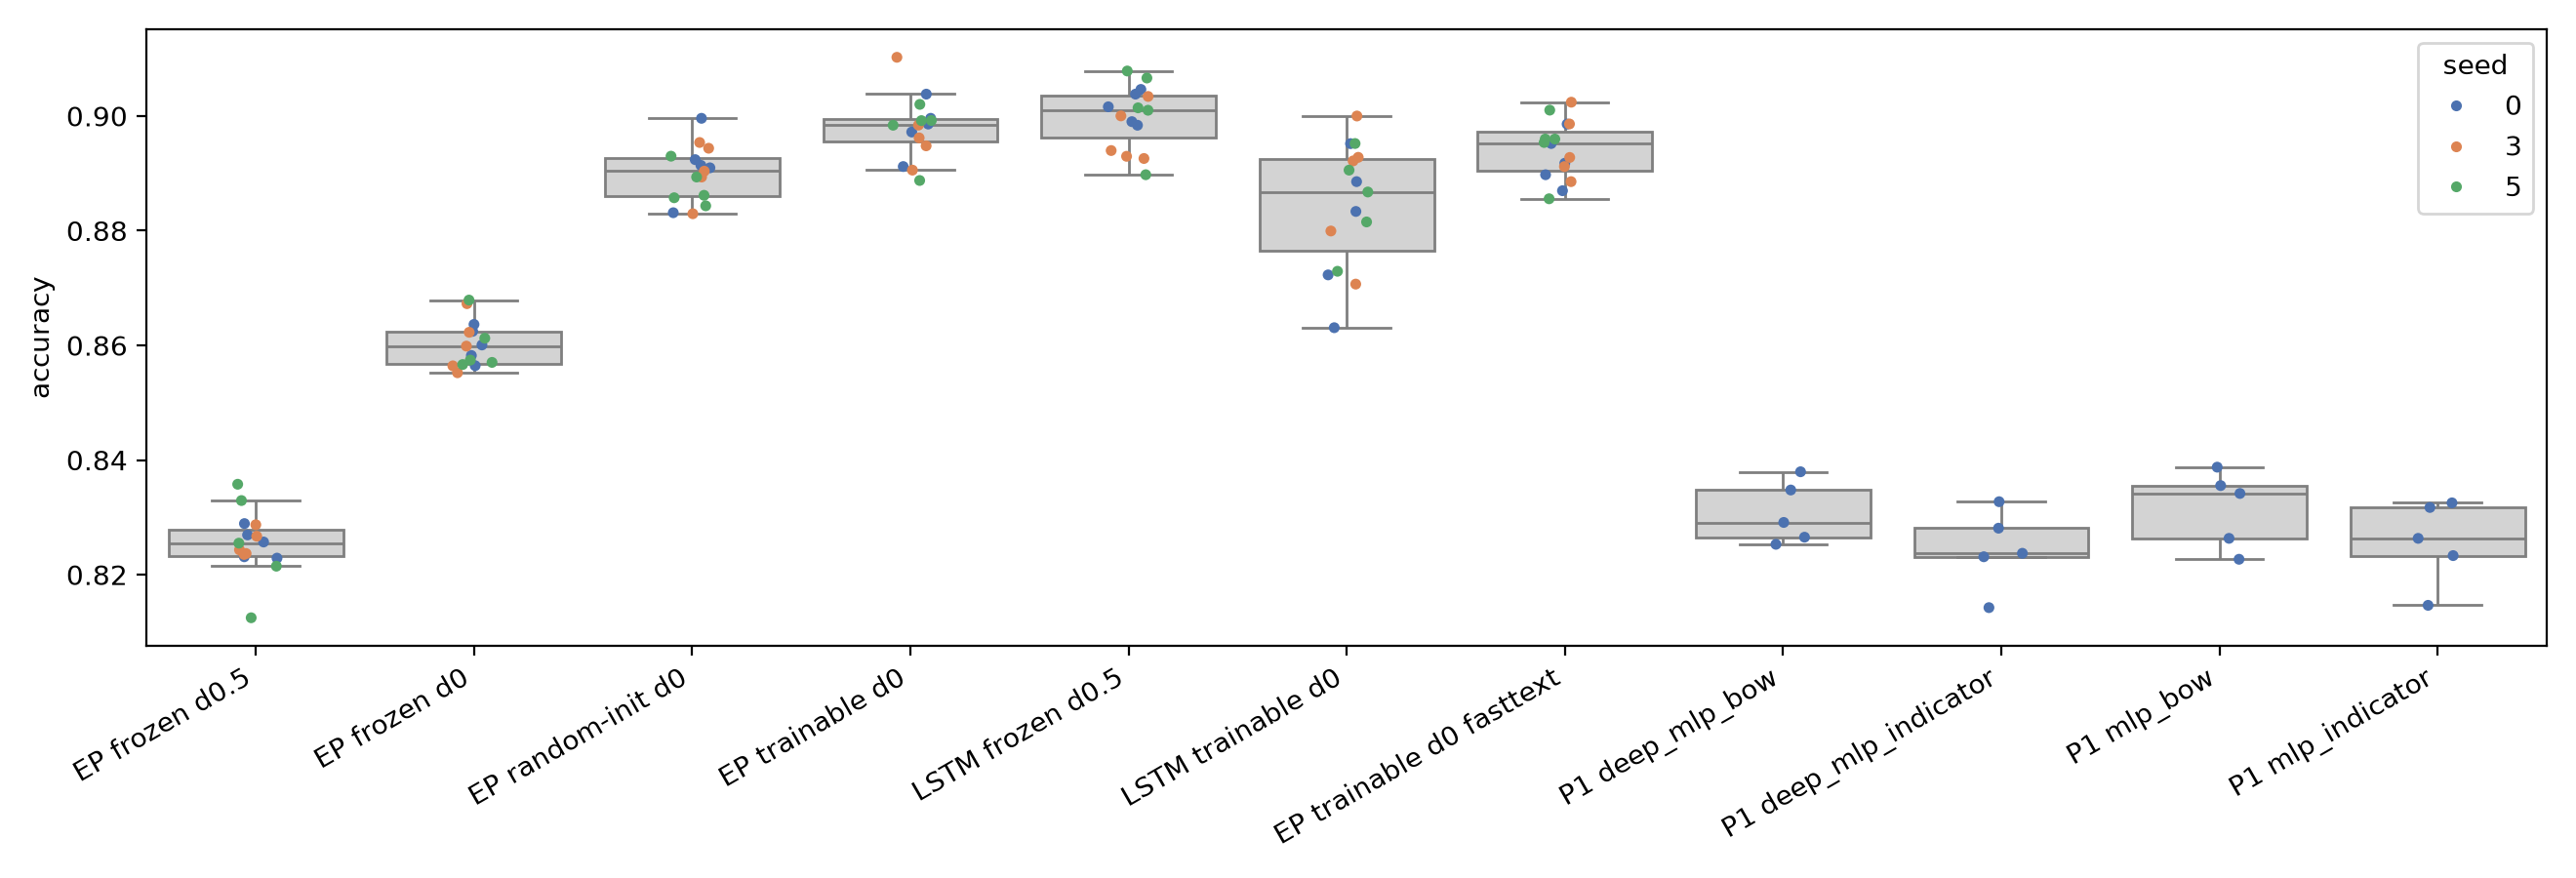 seed
0
3
5
accuracy
0.90
0.88
0.86
0.84
0.82
EP frozen d0.5
EP frozen d0
EP random-init d0
EP trainable d0
LSTM frozen d0.5
LSTM trainable d0
EP trainable d0 fasttext
P1 deep_mlp_bow
P1 deep_mlp_indicator
P1 mlp_bow
P1 mlp_indicator